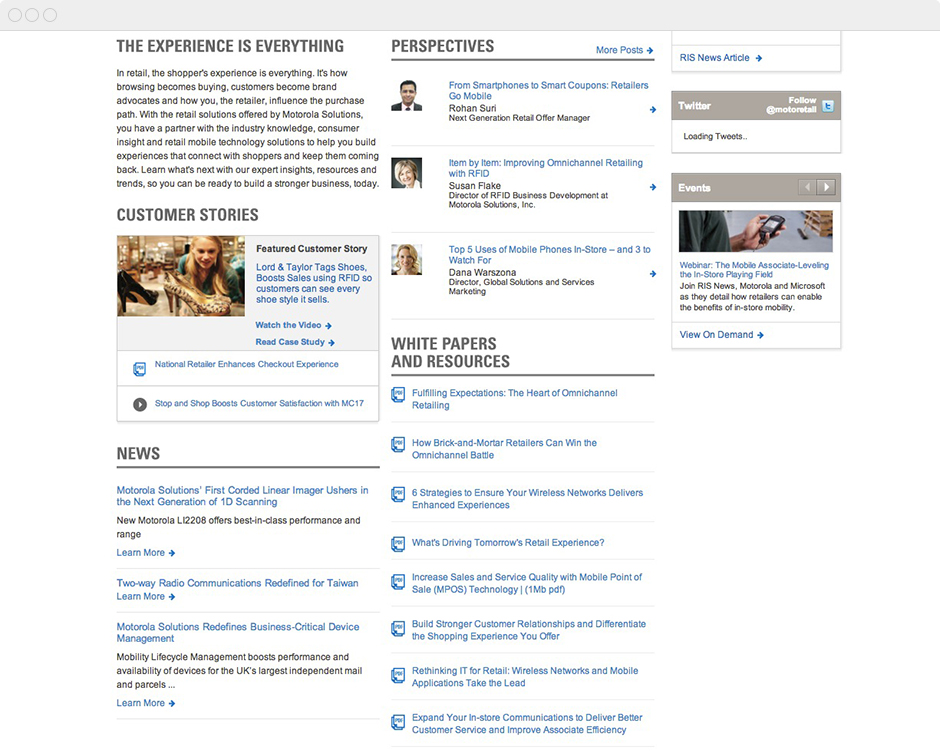 THE EXPERIENCE IS EVERYTHING
In retail, the shopper's experience is everything. It's how
browsing becomes buying, customers become brand
advocates and how you, the retailer, influence the purchase
path. With the retail solutions offered by Motorola Solutions,
you have a partner with the industry knowledge, consumer
insight and retail mobile technology solutions to help you build
experiences that connect with shoppers and keep them coming
back. Learn what's next with our expert insights, resources and
trends, so you can be ready to build a stronger business, today.
CUSTOMER STORIES
Featured Customer Story
Lord & Taylor Tags Shoes,
Boosts Sales using RFID so
customers can see every
shoe style it sells.
Watch the Video
Read Case Study
PDF
National Retailer Enhances Checkout Experience
Stop and Shop Boosts Customer Satisfaction with MC17
NEWS
Motorola Solutions' First Corded Linear Imager Ushers in
the Next Generation of 1D Scanning
New Motorola LI2208 offers best-in-class performance and
range
Learn More
Two-way Radio Communications Redefined for Taiwan
Learn More
Motorola Solutions Redefines Business-Critical Device
Management
Mobility Lifecycle Management boosts performance and
availability of devices for the UK's largest independent mail
and parcels ...
Learn More
PERSPECTIVES
More Posts
From Smartphones to Smart Coupons: Retailers
Go Mobile
Rohan Suri
Next Generation Retail Offer Manager
Item by Item: Improving Omnichannel Retailing
with RFID
Susan Flake
Director of RFID Business Development at
Motorola Solutions, Inc.
Top 5 Uses of Mobile Phones In-Store – and 3 to
Watch For
Dana Warszona
Director, Global Solutions and Services
Marketing
WHITE PAPERS
AND RESOURCES
PDF
Fulfilling Expectations: The Heart of Omnichannel
Retailing
PDF
How Brick-and-Mortar Retailers Can Win the
Omnichannel Battle
PDF
6 Strategies to Ensure Your Wireless Networks Delivers
Enhanced Experiences
PDF
What's Driving Tomorrow's Retail Experience?
PDF
Increase Sales and Service Quality with Mobile Point of
Sale (MPOS) Technology | (1Mb pdf)
PDF
Build Stronger Customer Relationships and Differentiate
the Shopping Experience You Offer
PDF
Rethinking IT for Retail: Wireless Networks and Mobile
Applications Take the Lead
PDF
Expand Your In-store Communications to Deliver Better
Customer Service and Improve Associate Efficiency
RIS News Article
Twitter
Follow
@motoretail
t
Loading Tweets..
Events
Webinar: The Mobile Associate-Leveling
the In-Store Playing Field
Join RIS News, Motorola and Microsoft
as they detail how retailers can enable
the benefits of in-store mobility.
View On Demand